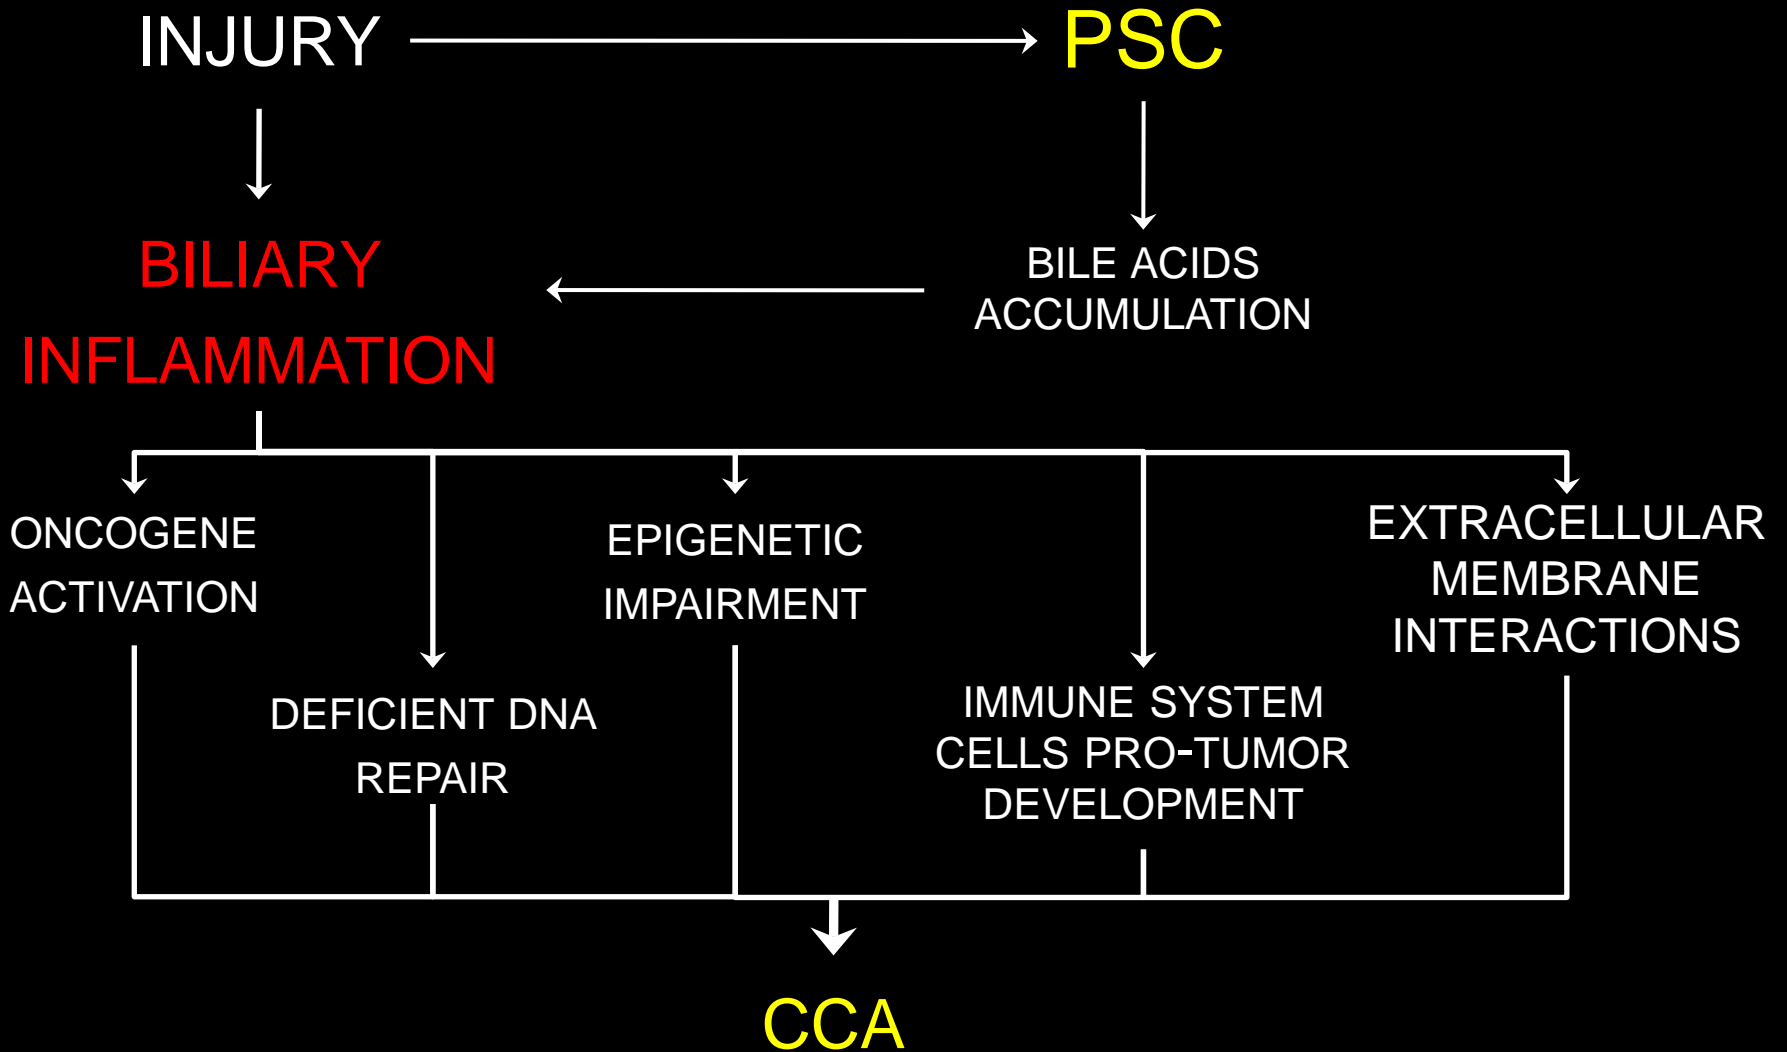 INJURY
PSC
BILIARY
INFLAMMATION
BILE ACIDS
ACCUMULATION
ONCOGENE
ACTIVATION
DEFICIENT DNA
REPAIR
EPIGENETIC
IMPAIRMENT
IMMUNE SYSTEM
CELLS PRO-TUMOR
DEVELOPMENT
EXTRACELLULAR
MEMBRANE
INTERACTIONS
CCA